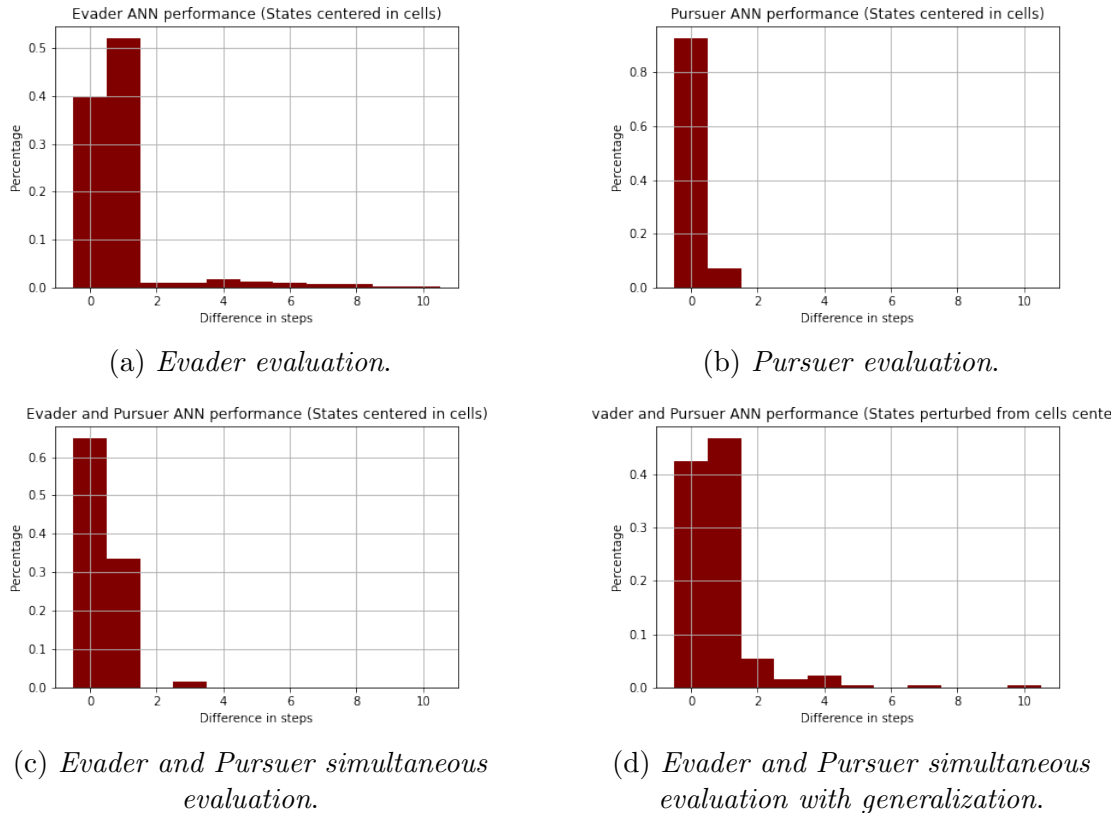 Evader ANN performance (States centered in cells)
0.5
0.4
0.3
0.2
0.1
0.0
Percentage
0 2 4 6 8 10
Difference in steps
(a) Evader evaluation.
Pursuer ANN performance (States centered in cells)
0.8
0.6
0.4
0.2
0.0
Percentage
0 2 4 6 8 10
Difference in steps
(b) Pursuer evaluation.
Evader and Pursuer ANN performance (States centered in cells)
0.6
0.5
0.4
0.3
0.2
0.1
0.0
Percentage
0 2 4 6 8 10
Difference in steps
(c) Evader and Pursuer simultaneous
evaluation.
vader and Pursuer ANN performance (States perturbed from cells cente
0.4
0.3
0.2
0.1
0.0
Percentage
0 2 4 6 8 10
Difference in steps
(d) Evader and Pursuer simultaneous
evaluation with generalization.